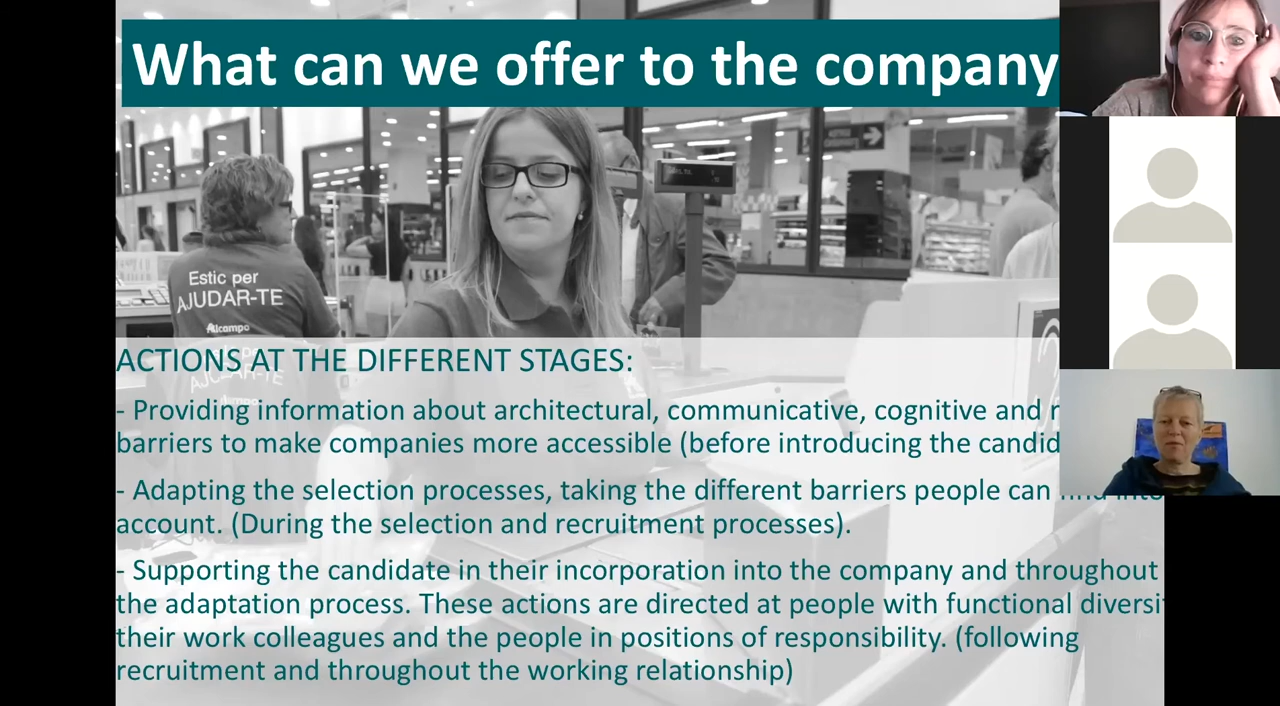 What can we offer to the company
Estic per
AJUDAR-TE
Alcampo
ACTIONS AT THE DIFFERENT STAGES:
- Providing information about architectural, communicative, cognitive and
barriers to make companies more accessible (before introducing the
- Adapting the selection processes, taking the different barriers people can find into
account. (During the selection and recruitment processes).
- Supporting the candidate in their incorporation into the company and throughout
the adaptation process. These actions are directed at people with functional
their work colleagues and the people in positions of responsibility. (following
recruitment and throughout the working relationship)